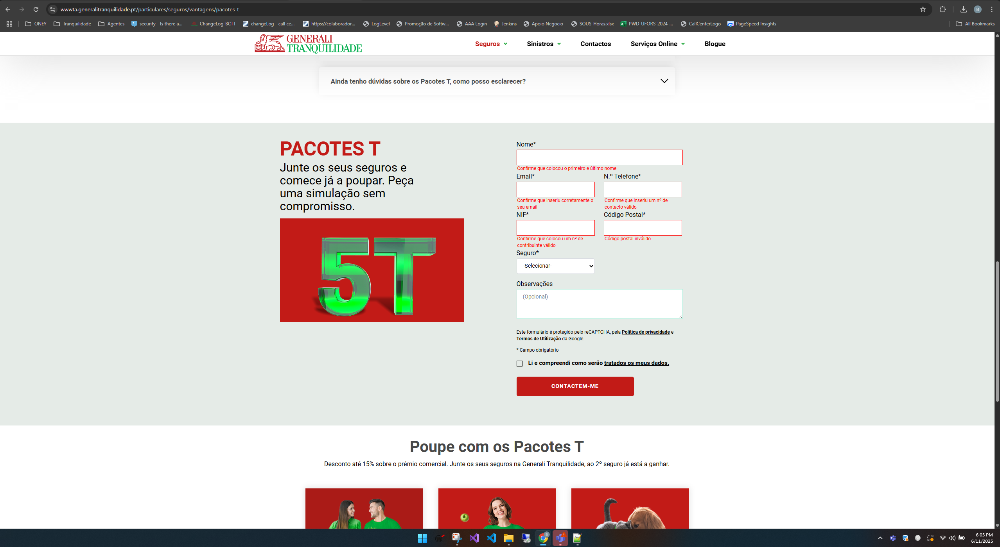 wwwta.generalitranquilidade.pt/particulares/seguros/vantagens/pacotes-t
B
ONEY
Tranquilidade
Agentes
security - Is there a...
ChangeLog-BCTT
changeLog - call ce...
https://colaborador...
LogLevel
Promoção de Softw...
AAA Login
Jenkins
Apoio Negocio
SOUS_Horas.xlsx
PWD_UFORS_2024_...
CallCenterLogo
PageSpeed Insights
All Bookmarks
GENERALI
TRANQUILIDADE
Seguros
Sinistros
Contactos
Serviços Online
Blogue
Ainda tenho dúvidas sobre os Pacotes T, como posso esclarecer?
PACOTES T
Junte os seus seguros e
comece já a poupar. Peça
uma simulação sem
compromisso.
5T
Nome*
Confirme que colocou o primeiro e último nome
Email*
N.º Telefone*
Confirme que inseriu corretamente o
seu email
Confirme que inseriu um nº de
contacto válido
NIF*
Código Postal*
Confirme que colocou um nº de
contribuinte válido
Código postal inválido
Seguro*
-Selecionar-
Observações
(Opcional)
Este formulário é protegido pelo reCAPTCHA, pela Política de privacidade e
Termos de Utilização da Google.
* Campo obrigatório
Li e compreendi como serão tratados os meus dados.
CONTACTEM-ME
Poupe com os Pacotes T
Desconto até 15% sobre o prémio comercial. Junte os seus seguros na Generali Tranquilidade, ao 2º seguro já está a ganhar.
6:05 PM
6/11/2025